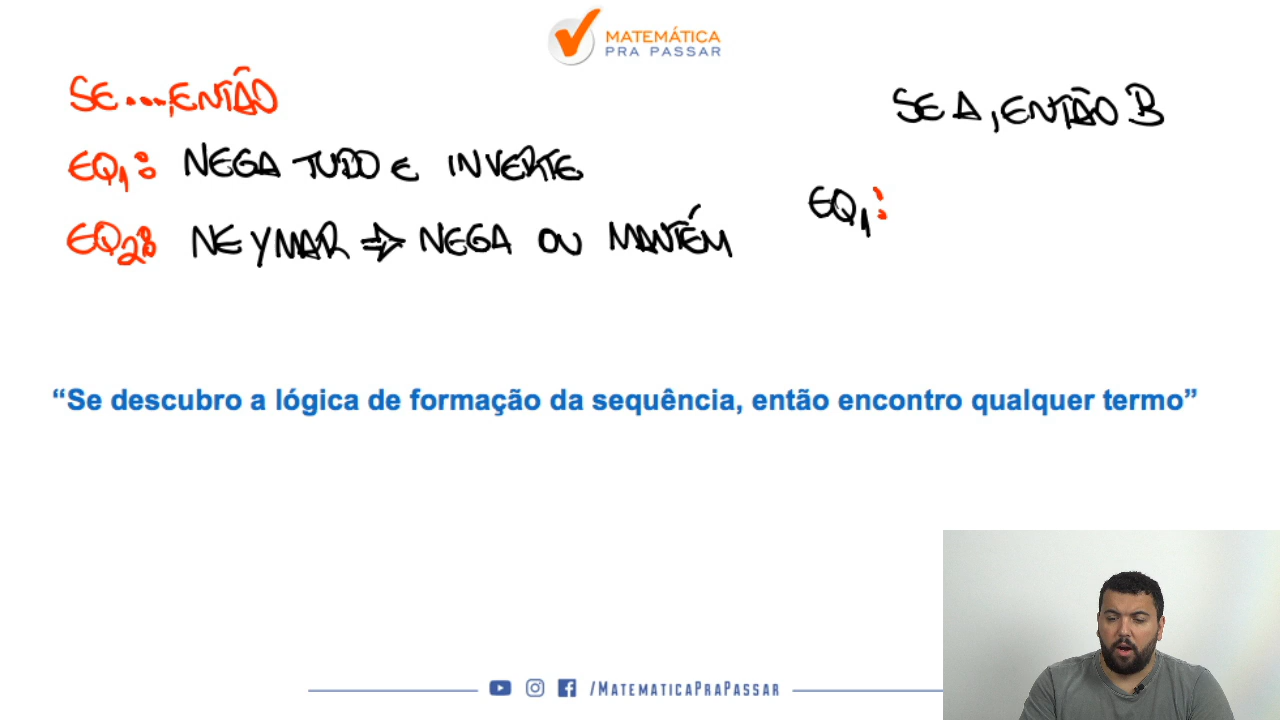 MATEMÁTICA
PRA PASSAR
SE...,ENTÃO
SE A, ENTÃO B
EQ1: NEGA TUDO E INVERTE
EQ1:
EQ2: NEYMAR ⇒ NEGA OU MANTÉM
“Se descubro a lógica de formação da sequência, então encontro qualquer termo”
/MATEMATICAPRAPASSAR